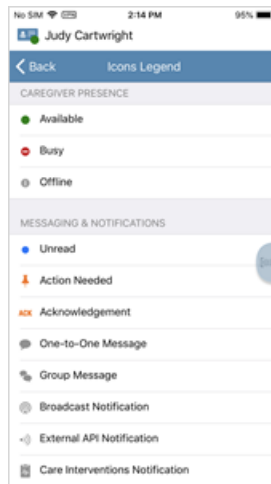 No SIM 2:14 PM 95%
Judy Cartwright
Back Icons Legend
CAREGIVER PRESENCE
Available
Busy
Offline
MESSAGING & NOTIFICATIONS
Unread
Action Needed
ACK Acknowledgement
One-to-One Message
Group Message
Broadcast Notification
External API Notification
Care Interventions Notification